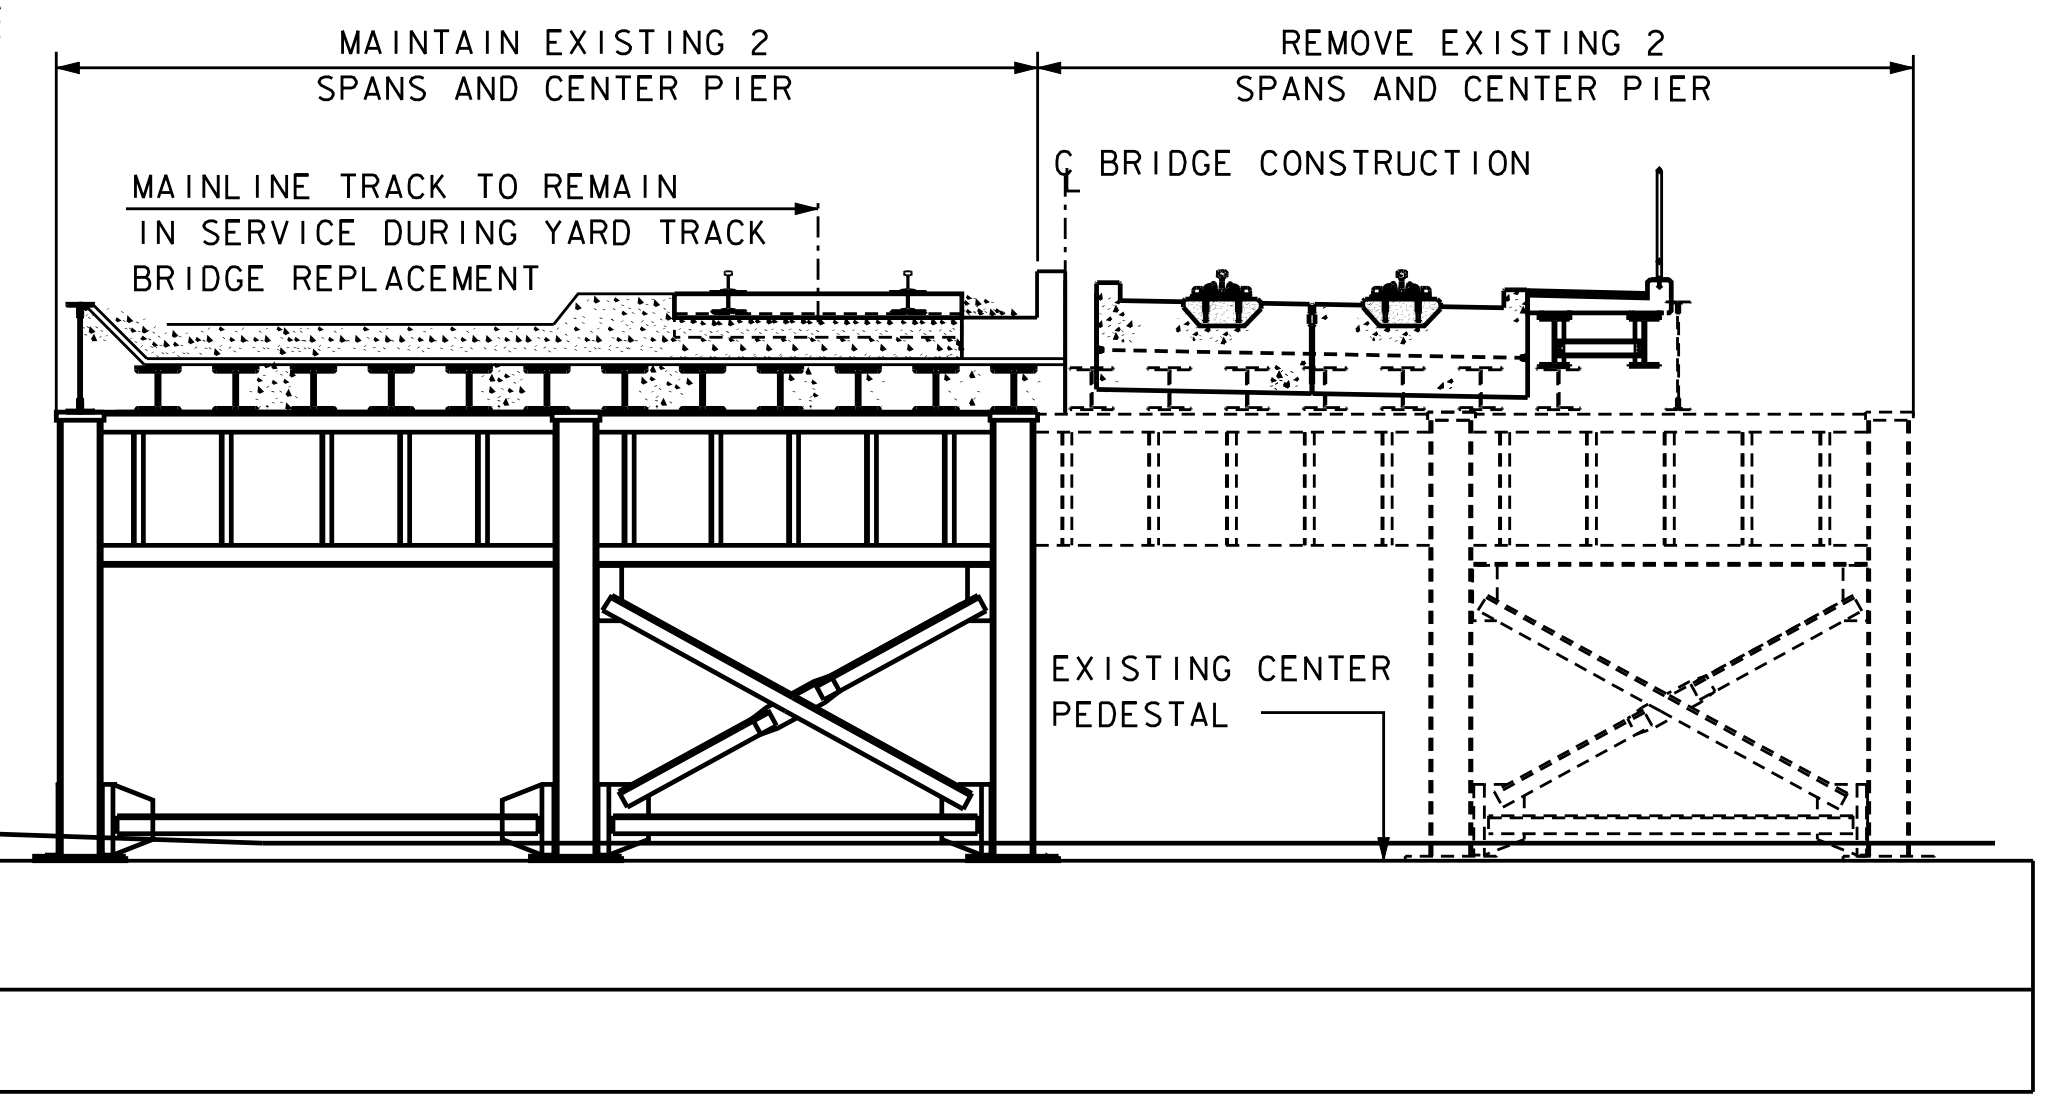 MAINTAIN EXISTING 2
SPANS AND CENTER PIER
REMOVE EXISTING 2
SPANS AND CENTER PIER
CL BRIDGE CONSTRUCTION
MAINLINE TRACK TO REMAIN
IN SERVICE DURING YARD TRACK
BRIDGE REPLACEMENT
EXISTING CENTER
PEDESTAL